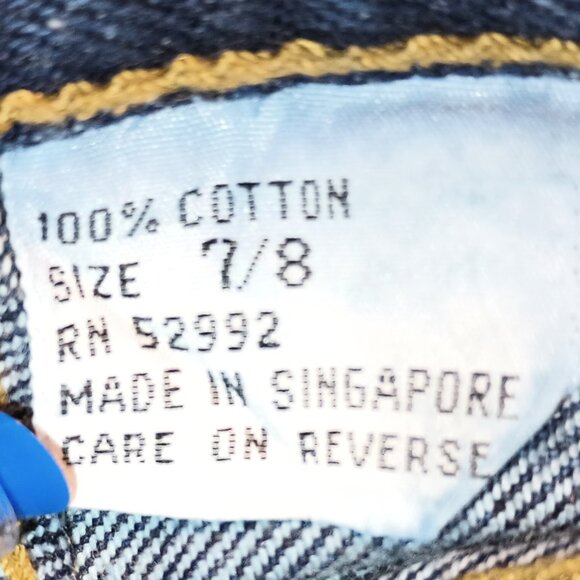 100% COTTON
SIZE 7/8
RN 52992
MADE IN SINGAPORE
CARE ON REVERSE